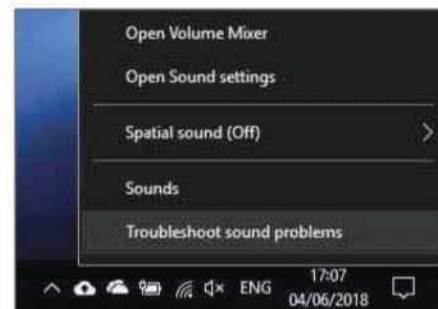 Open Volume Mixer
Open Sound settings
Spatial sound (Off)
Sounds
Troubleshoot sound problems
ENG
17:07
04/06/2018